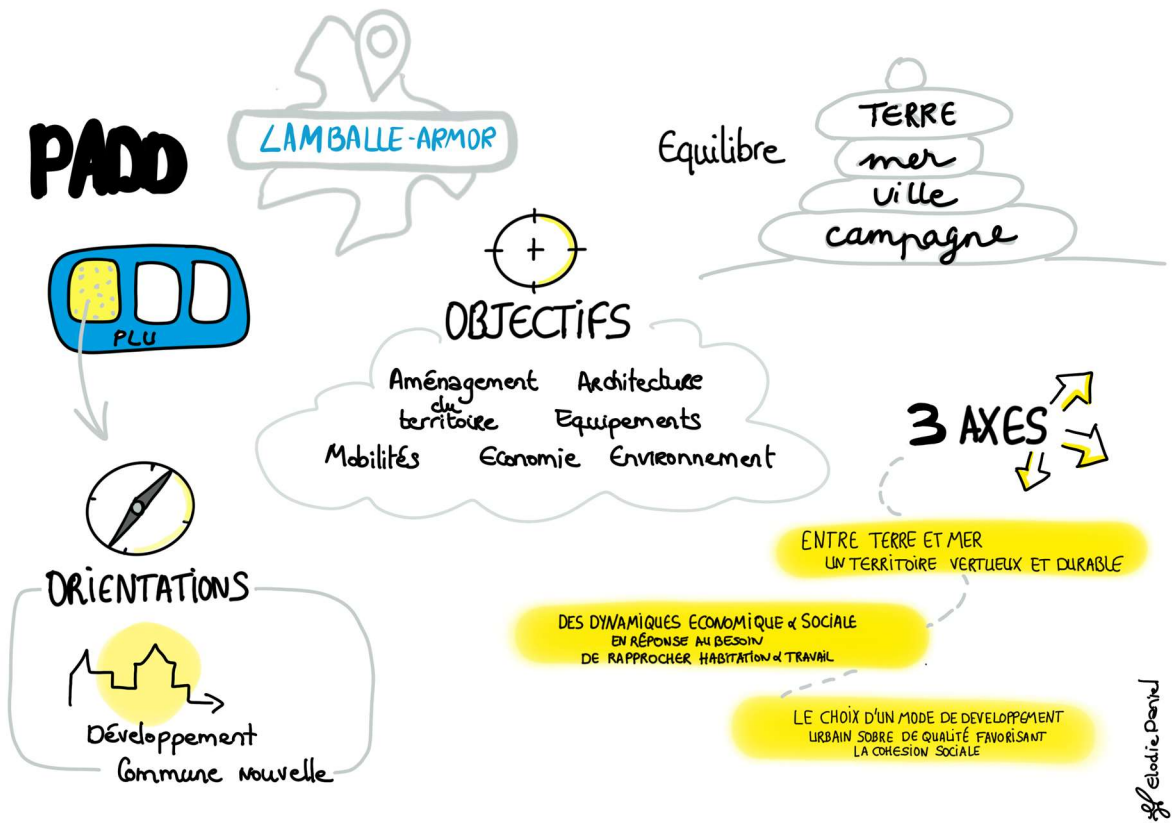 PADD
LAMBALLE-ARMOR
Equilibre
TERRE
mer
ville
campagne
PLU
OBJECTIFS
Aménagement
du
territoire
Architecture
Equipements
Mobilités
Economie
Environnement
ORIENTATIONS
Développement
Commune nouvelle
3 AXES
ENTRE TERRE ET MER
UN TERRITOIRE VERTUEUX ET DURABLE
DES DYNAMIQUES ECONOMIQUE & SOCIALE
EN RÉPONSE AU BESOIN
DE RAPPROCHER HABITATION & TRAVAIL
LE CHOIX D'UN MODE DE DEVELOPPEMENT
URBAIN SOBRE DE QUALITÉ FAVORISANT
LA COHESION SOCIALE
Elodie Daniel